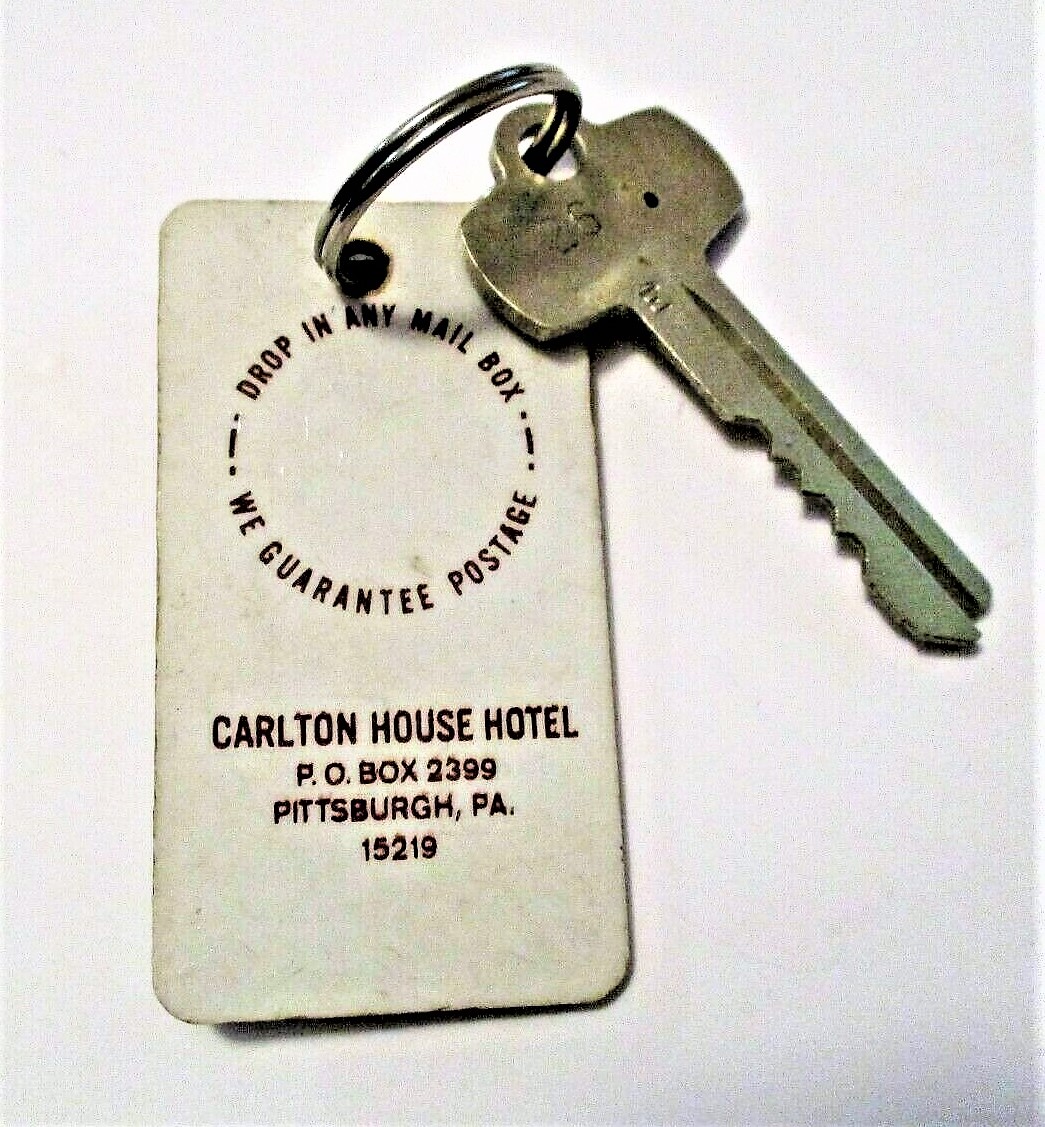 DROP IN ANY MAIL BOX
WE GUARANTEE POSTAGE
CARLTON HOUSE HOTEL
P. O. BOX 2399
PITTSBURGH, PA.
15219